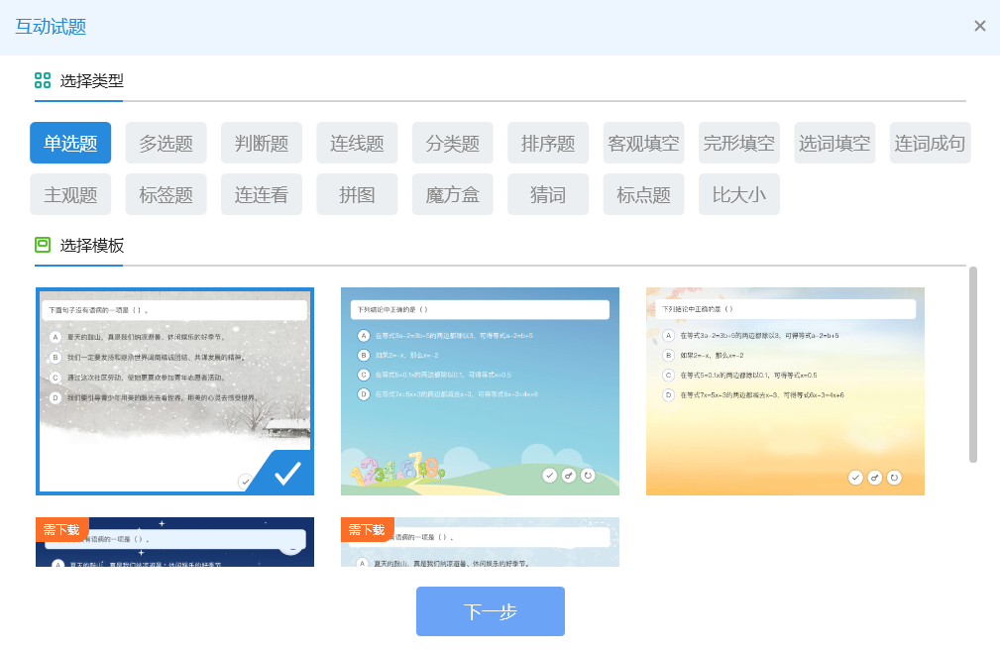 互动试题
选择类型
单选题 多选题 判断题 连线题 分类题 排序题 客观填空 完形填空 选词填空 连词成句
主观题 标签题 连连看 拼图 魔方盒 猜词 标点题 比大小
选择模板
下面句子没有语病的一项是（ ）。
A 夏天的鼓山，真是我们纳凉避暑、休闲娱乐的好季节。
B 我们一定要发扬和继承世界闽商精诚团结、共谋发展的精神。
C 通过这次社区劳动，使她更喜欢参加青年志愿者活动。
D 我们要引导青少年用美的眼光去看世界，用美的心灵去感受世界。
下列结论中正确的是（ ）
A 在等式3a-2=3b+5的两边都除以3，可得等式a-2=b+5
B 如果2=-x，那么x=-2
C 在等式5=0.1x的两边都除以0.1，可得等式x=0.5
D 在等式7x=5x+3的两边都减去x-3，可得等式6x-3=4x+6
下列结论中正确的是（ ）
A 在等式3a-2=3b+5的两边都除以3，可得等式a-2=b+5
B 如果2=-x，那么x=-2
C 在等式5=0.1x的两边都除以0.1，可得等式x=0.5
D 在等式7x=5x+3的两边都减去x-3，可得等式6x-3=4x+6
需下载
有语病的一项是（ ）。
A 夏天的鼓山，真是我们纳凉避暑、休闲娱乐的好季节。
需下载
有语病的一项是（ ）。
A 夏天的鼓山，真是我们纳凉避暑、休闲娱乐的好季节。
下一步